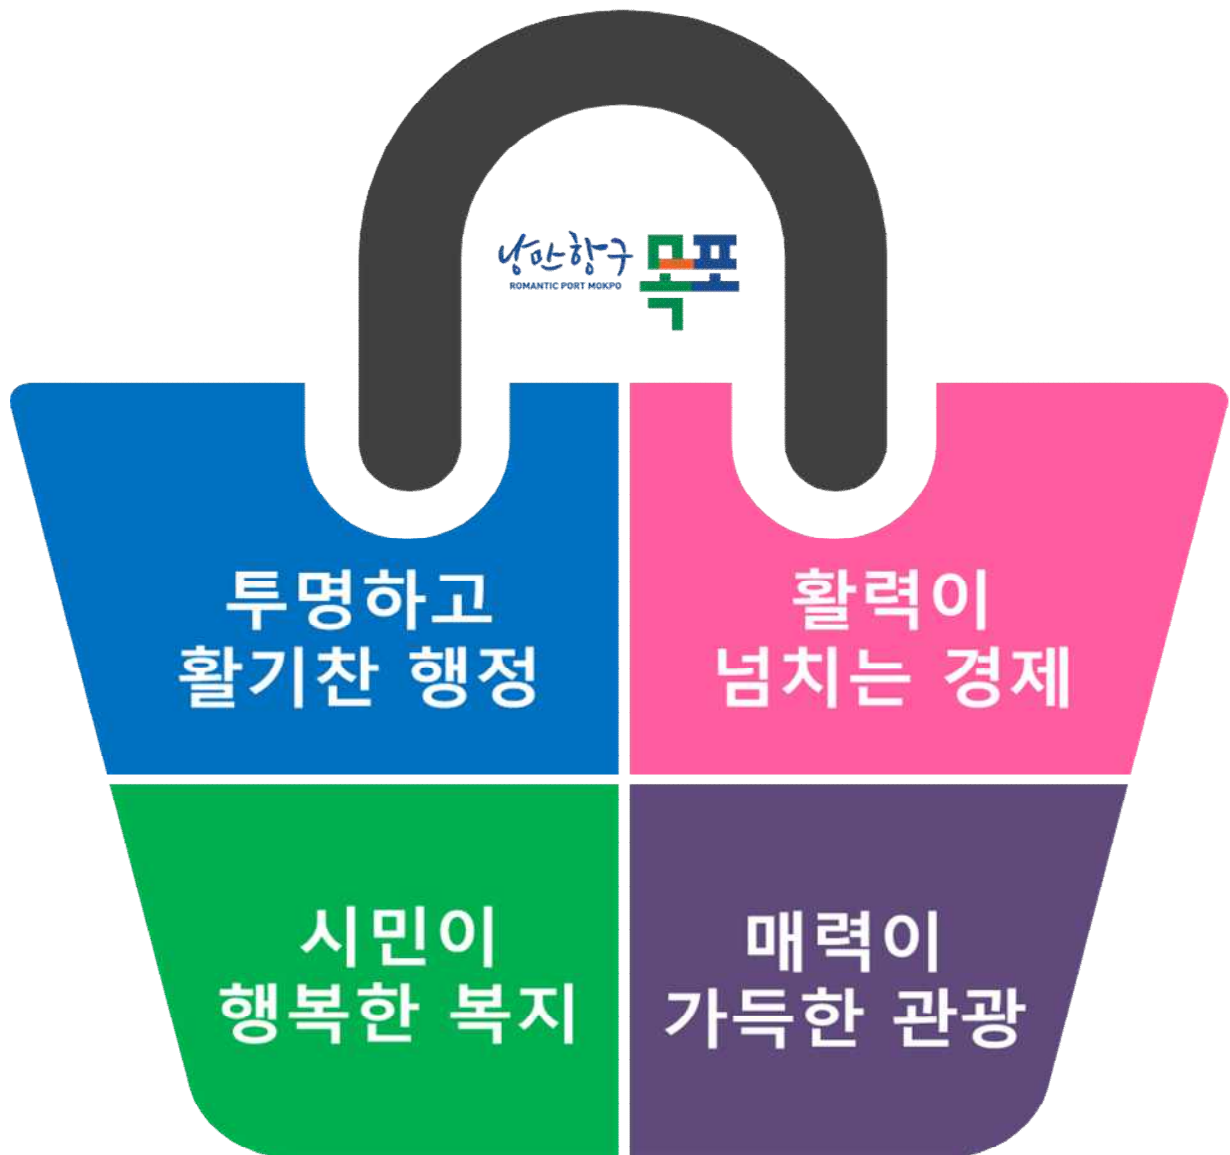 낭만항구
목포
ROMANTIC PORT MOKPO
투명하고
활기찬 행정
활력이
넘치는 경제
시민이
행복한 복지
매력이
가득한 관광